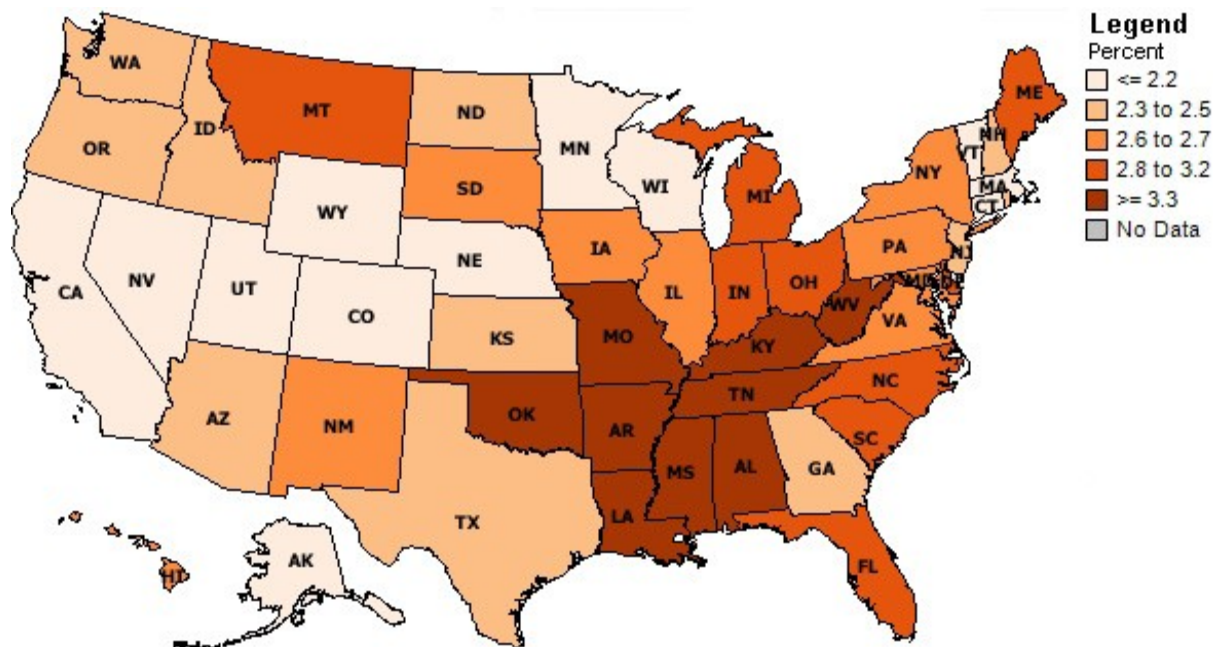 Legend
Percent
<= 2.2
2.3 to 2.5
2.6 to 2.7
2.8 to 3.2
>= 3.3
No Data
WA
MT
ND
MN
ME
OR
ID
SD
WI
MI
NY
VT
NH
MA
CT
WY
IA
PA
NJ
NE
IL
IN
OH
MD
DE
CA
NV
UT
CO
KS
MO
WV
VA
KY
AZ
NM
OK
AR
TN
NC
SC
TX
LA
MS
AL
GA
AK
HI
FL